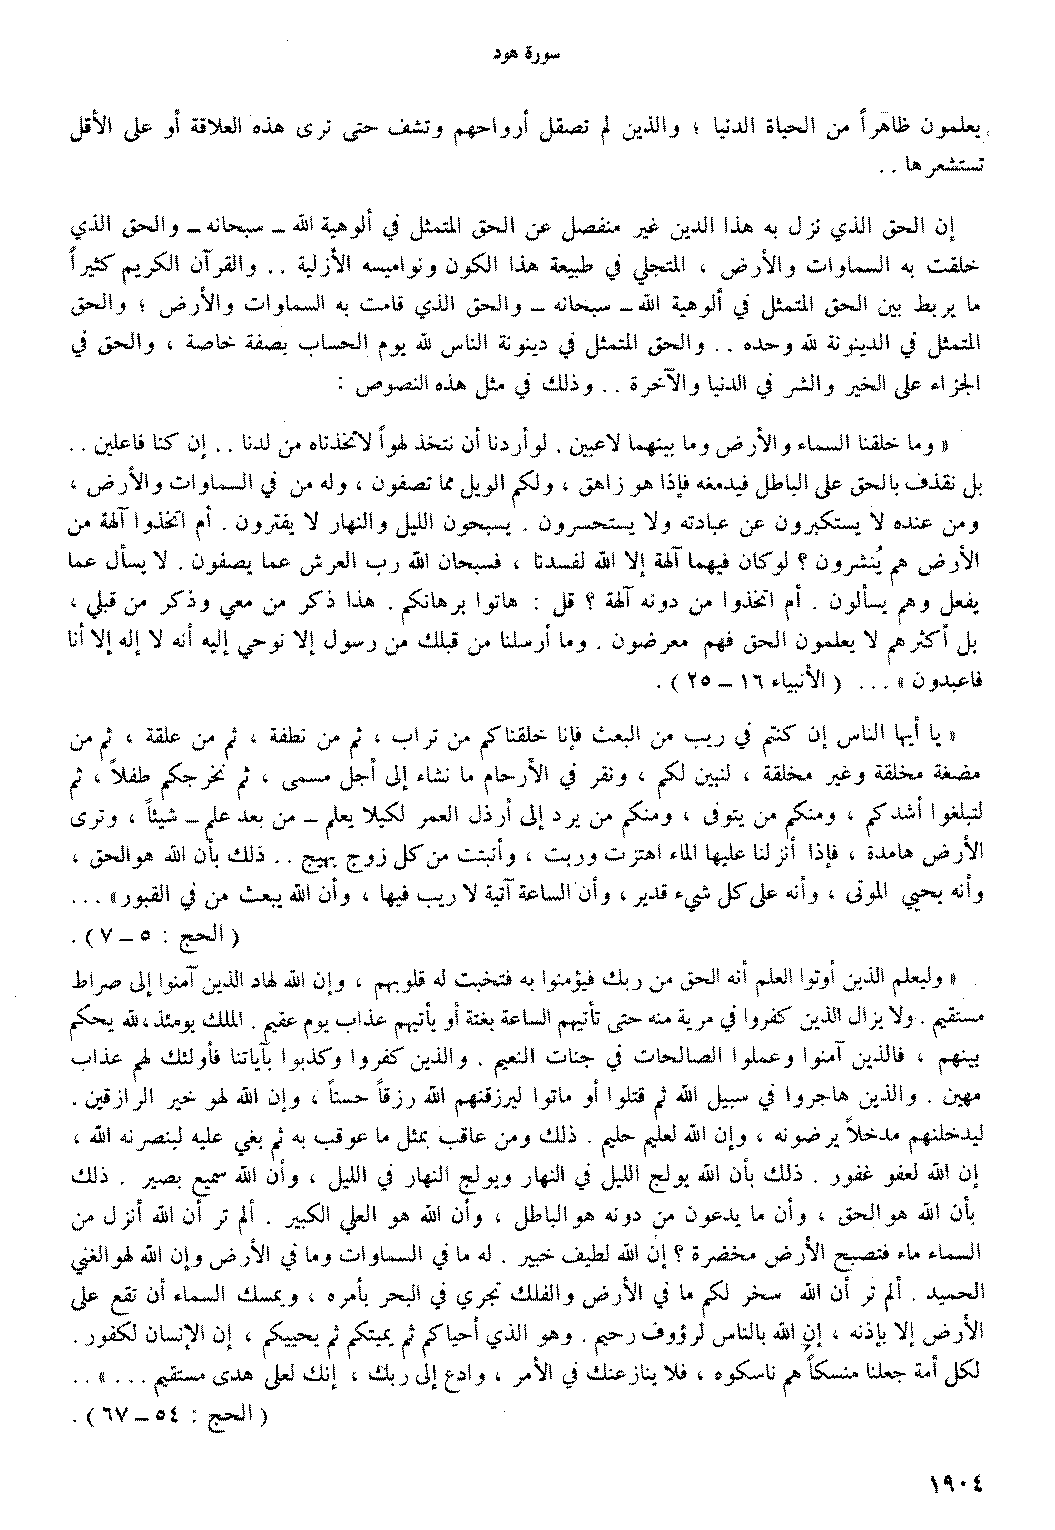 سورة هود
يعلمون ظاهراً من الحياة الدنيا ؛ والذين لم تصقل أرواحهم وتشف حتى ترى هذه العلاقة أو على الأقل
تستشعرها . .
إن الحق الذي نزل به هذا الدين غير منفصل عن الحق المتمثل في ألوهية الله ـ سبحانه ـ والحق الذي
خلقت به السماوات والأرض ، المتجلي في طبيعة هذا الكون ونواميسه الأزلية . . والقرآن الكريم كثيراً
ما يربط بين الحق المتمثل في ألوهية الله ـ سبحانه ـ والحق الذي قامت به السماوات والأرض ؛ والحق
المتمثل في الدينونة لله وحده . . والحق المتمثل في دينونة الناس لله يوم الحساب بصفة خاصة ، والحق في
الجزاء على الخير والشر في الدنيا والآخرة . . وذلك في مثل هذه النصوص :
« وما خلقنا السماء والأرض وما بينهما لاعبين . لو أردنا أن نتخذ لهواً لاتخذناه من لدنا . . إن كنا فاعلين . .
بل نقذف بالحق على الباطل فيدمغه فإذا هو زاهق ، ولكم الويل مما تصفون ، وله من في السماوات والأرض ،
ومن عنده لا يستكبرون عن عبادته ولا يستحسرون . يسبحون الليل والنهار لا يفترون . أم اتخذوا آلهة من
الأرض هم يُنشرون ؟ لو كان فيهما آلهة إلا الله لفسدتا ، فسبحان الله رب العرش عما يصفون . لا يسأل عما
يفعل وهم يسألون . أم اتخذوا من دونه آلهة ؟ قل : هاتوا برهانكم . هذا ذكر من معي وذكر من قبلي ،
بل أكثرهم لا يعلمون الحق فهم معرضون . وما أرسلنا من قبلك من رسول إلا نوحي إليه أنه لا إله إلا أنا
فاعبدون » . . . ( الأنبياء ١٦ ـ ٢٥ ) .
« يا أيها الناس إن كنتم في ريب من البعث فإنا خلقناكم من تراب ، ثم من نطفة ، ثم من علقة ، ثم من
مضغة مخلقة وغير مخلقة ، لنبين لكم ، ونقر في الأرحام ما نشاء إلى أجل مسمى ، ثم نخرجكم طفلاً ، ثم
لتبلغوا أشدكم ، ومنكم من يتوفى ، ومنكم من يرد إلى أرذل العمر لكيلا يعلم ـ من بعد علم ـ شيئاً ، وترى
الأرض هامدة ، فإذا أنزلنا عليها الماء اهتزت وربت ، وأنبتت من كل زوج بهيج . . ذلك بأن الله هو الحق ،
وأنه يحيي الموتى ، وأنه على كل شيء قدير ، وأن الساعة آتية لا ريب فيها ، وأن الله يبعث من في القبور » . . .
( الحج : ٥ ـ ٧ ) .
« وليعلم الذين أوتوا العلم أنه الحق من ربك فيؤمنوا به فتخبت له قلوبهم ، وإن الله لهاد الذين آمنوا إلى صراط
مستقيم . ولا يزال الذين كفروا في مرية منه حتى تأتيهم الساعة بغتة أو يأتيهم عذاب يوم عقيم . الملك يومئذ لله يحكم
بينهم ، فالذين آمنوا وعملوا الصالحات في جنات النعيم . والذين كفروا وكذبوا بآياتنا فأولئك لهم عذاب
مهين . والذين هاجروا في سبيل الله ثم قتلوا أو ماتوا ليرزقنهم الله رزقاً حسناً ، وإن الله لهو خير الرازقين .
ليدخلنهم مدخلاً يرضونه ، وإن الله لعليم حليم . ذلك ومن عاقب بمثل ما عوقب به ثم بغي عليه لينصرنه الله ،
إن الله لعفو غفور . ذلك بأن الله يولج الليل في النهار ويولج النهار في الليل ، وأن الله سميع بصير . ذلك
بأن الله هو الحق ، وأن ما يدعون من دونه هو الباطل ، وأن الله هو العلي الكبير . ألم تر أن الله أنزل من
السماء ماء فتصبح الأرض مخضرة ؟ إن الله لطيف خبير . له ما في السماوات وما في الأرض وإن الله لهو الغني
الحميد . ألم تر أن الله سخر لكم ما في الأرض والفلك تجري في البحر بأمره ، ويمسك السماء أن تقع على
الأرض إلا بإذنه ، إن الله بالناس لرؤوف رحيم . وهو الذي أحياكم ثم يميتكم ثم يحييكم ، إن الإنسان لكفور .
لكل أمة جعلنا منسكاً هم ناسكوه ، فلا ينازعنك في الأمر ، وادع إلى ربك ، إنك لعلى هدى مستقيم . . . » . .
( الحج : ٥٤ ـ ٦٧ ) .
١٩٠٤